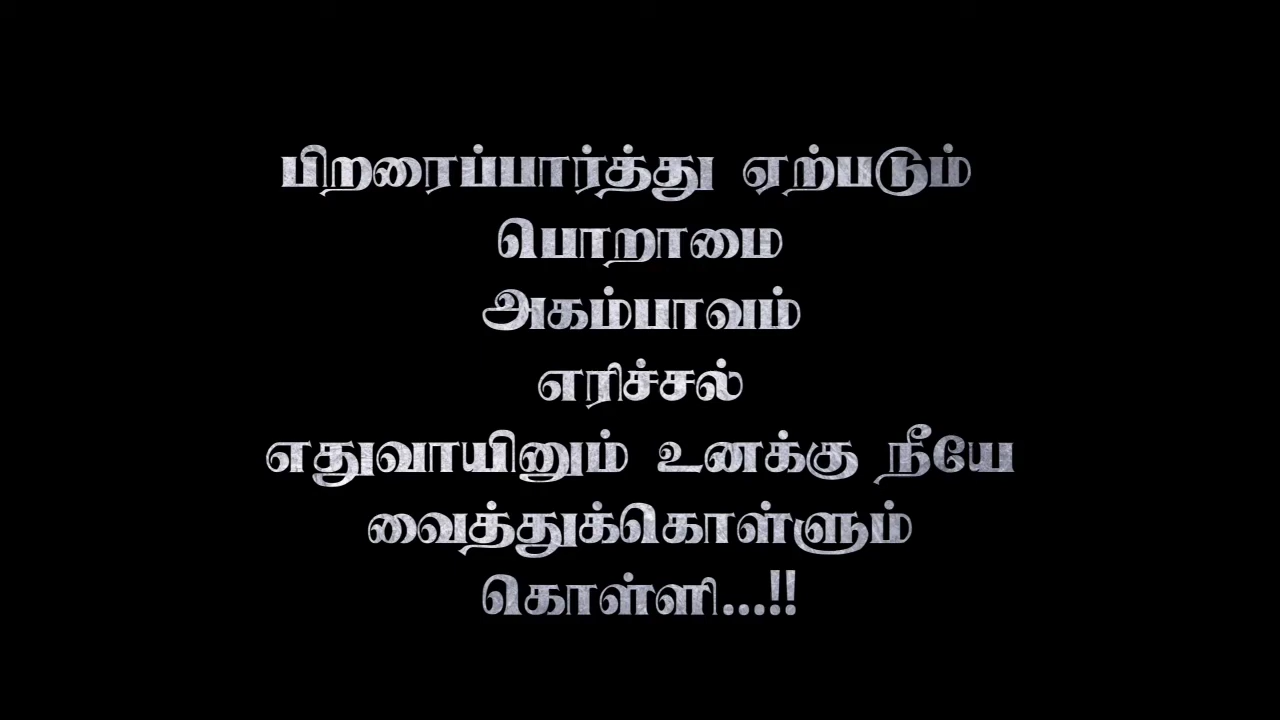 பிறரைப்பார்த்து ஏற்படும்
பொறாமை
அகம்பாவம்
எரிச்சல்
எதுவாயினும் உனக்கு நீயே
வைத்துக்கொள்ளும்
கொள்ளி...!!